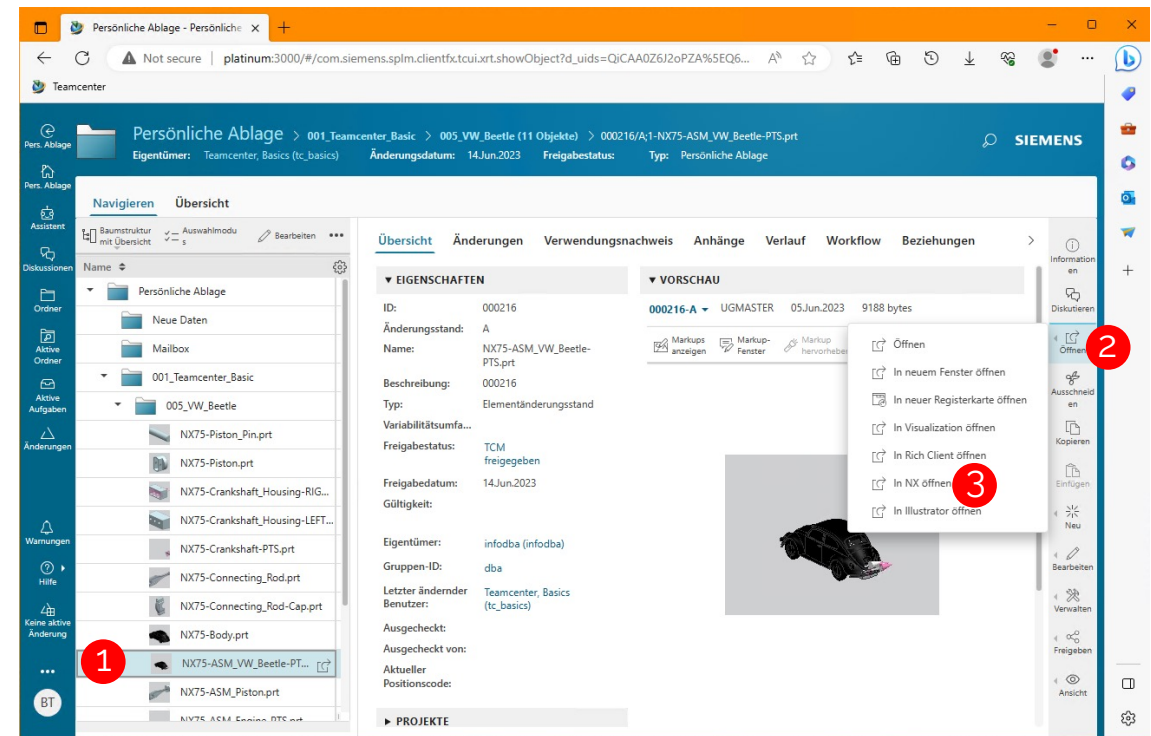 Persönliche Ablage - Persönliche
Not secure | platinum:3000/#/com.siemens.splm.clientfx.tcui.xrt.showObject?d_uids=QiCAA0Z6J2oPZA%5EQ6...
Teamcenter
Pers. Ablage
Pers. Ablage
Assistent
Diskussionen
Ordner
Aktive
Ordner
Aktive
Aufgaben
Änderungen
Warnungen
Hilfe
Keine aktive
Änderung
BT
Persönliche Ablage > 001_Teamcenter_Basic > 005_VW_Beetle (11 Objekte) > 000216/A;1-NX75-ASM_VW_Beetle-PTS.prt
Eigentümer: Teamcenter, Basics (tc_basics) Änderungsdatum: 14.Jun.2023 Freigabestatus: Typ: Persönliche Ablage
SIEMENS
Navigieren Übersicht
Baumstruktur
mit Übersicht
Auswahlmodu
s
Bearbeiten
Name
Persönliche Ablage
Neue Daten
Mailbox
001_Teamcenter_Basic
005_VW_Beetle
NX75-Piston_Pin.prt
NX75-Piston.prt
NX75-Crankshaft_Housing-RIG...
NX75-Crankshaft_Housing-LEFT...
NX75-Crankshaft-PTS.prt
NX75-Connecting_Rod.prt
NX75-Connecting_Rod-Cap.prt
NX75-Body.prt
1
NX75-ASM_VW_Beetle-PT...
NX75-ASM_Piston.prt
NX75-ASM_Engine_PTS.prt
Übersicht Änderungen Verwendungsnachweis Anhänge Verlauf Workflow Beziehungen
EIGENSCHAFTEN
ID: 000216
Änderungsstand: A
Name: NX75-ASM_VW_Beetle-
PTS.prt
Beschreibung: 000216
Typ: Elementänderungsstand
Variabilitätsumfa...
Freigabestatus: TCM
freigegeben
Freigabedatum: 14.Jun.2023
Gültigkeit:
Eigentümer: infodba (infodba)
Gruppen-ID: dba
Letzter ändernder
Benutzer:
Teamcenter, Basics
(tc_basics)
Ausgecheckt:
Ausgecheckt von:
Aktueller
Positionscode:
PROJEKTE
VORSCHAU
000216-A UGMASTER 05.Jun.2023 9188 bytes
Markups
anzeigen
Markup-
Fenster
Markup
hervorhebe
Öffnen
In neuem Fenster öffnen
In neuer Registerkarte öffnen
In Visualization öffnen
In Rich Client öffnen
In NX öffnen
3
In Illustrator öffnen
Information
en
Diskutieren
Öffnen
2
Ausschneid
en
Kopieren
Einfügen
Neu
Bearbeiten
Verwalten
Freigeben
Ansicht